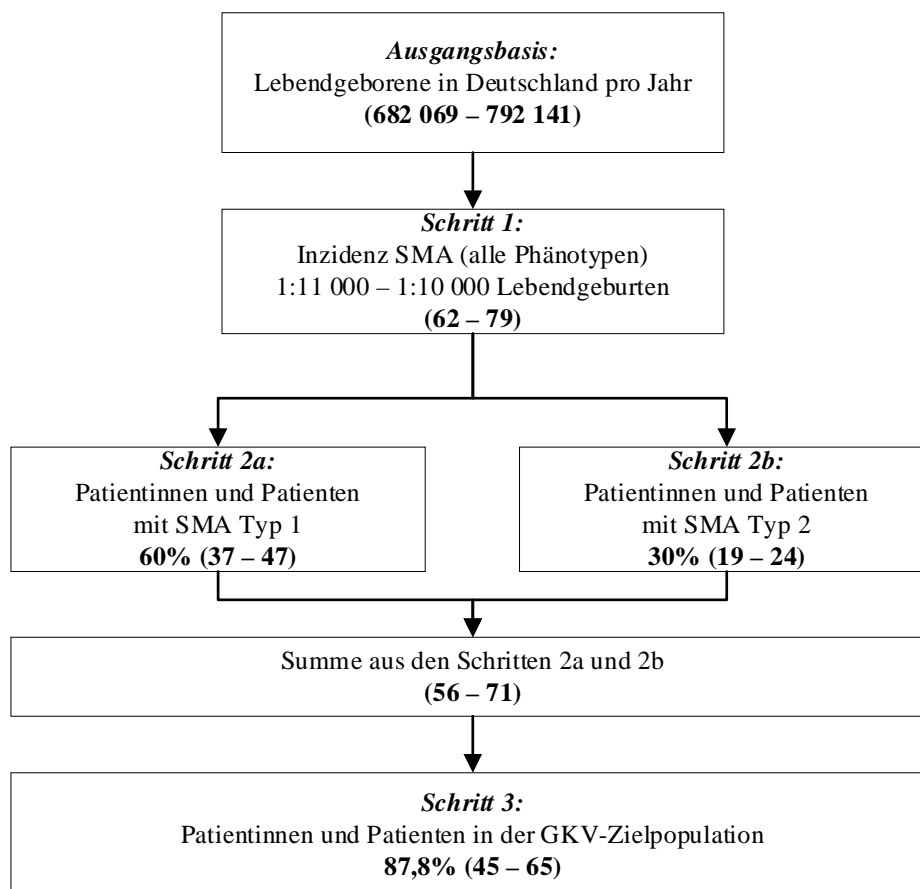 Ausgangsbasis:
Lebendgeborene in Deutschland pro Jahr
(682 069 – 792 141)
Schritt 1:
Inzidenz SMA (alle Phänotypen)
1:11 000 – 1:10 000 Lebendgeburten
(62 – 79)
Schritt 2a:
Patientinnen und Patienten
mit SMA Typ 1
60% (37 – 47)
Schritt 2b:
Patientinnen und Patienten
mit SMA Typ 2
30% (19 – 24)
Summe aus den Schritten 2a und 2b
(56 – 71)
Schritt 3:
Patientinnen und Patienten in der GKV-Zielpopulation
87,8% (45 – 65)